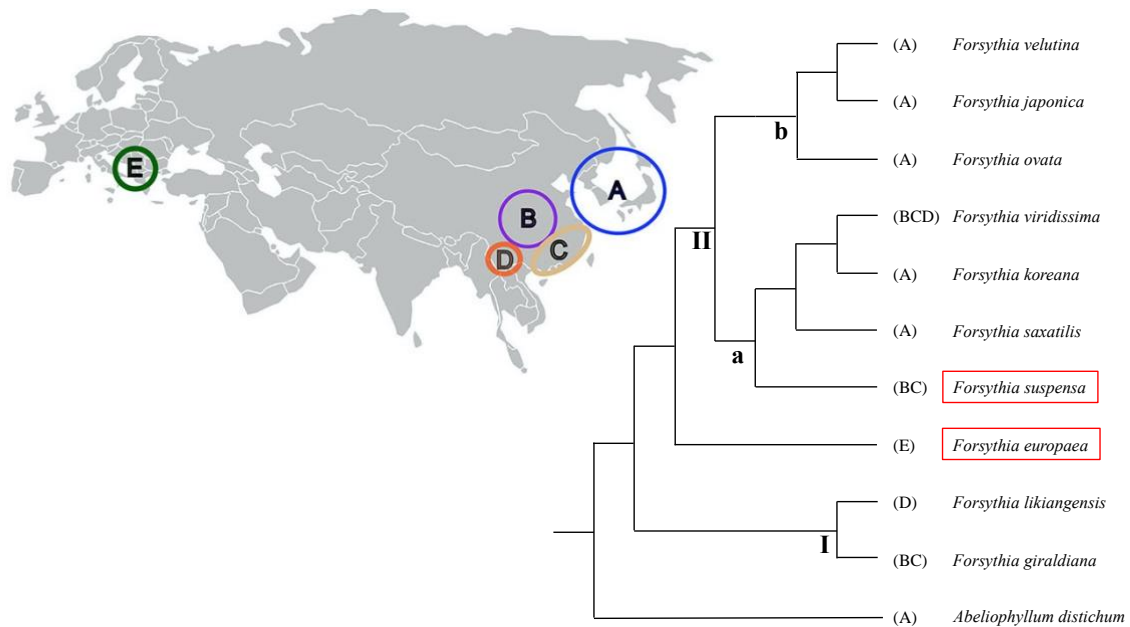 E
A
B
C
D
(A) Forsythia velutina
(A) Forsythia japonica
b
(A) Forsythia ovata
(BCD) Forsythia viridissima
II
(A) Forsythia koreana
(A) Forsythia saxatilis
a
(BC) Forsythia suspensa
(E) Forsythia europaea
(D) Forsythia likiangensis
I
(BC) Forsythia giraldiana
(A) Abeliophyllum distichum